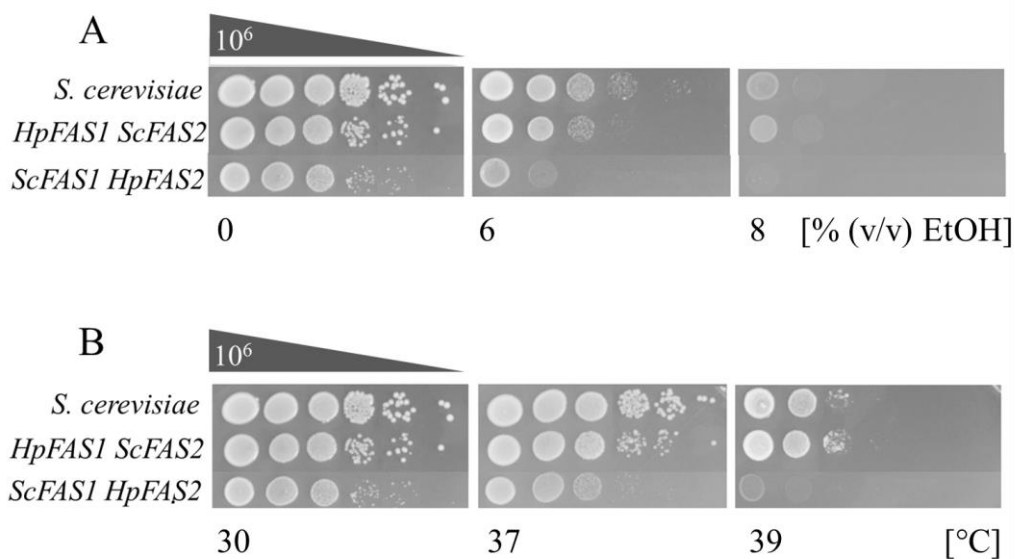 A
10⁶
S. cerevisiae
HpFAS1 ScFAS2
ScFAS1 HpFAS2
0 6 8 [% (v/v) EtOH]
B
10⁶
S. cerevisiae
HpFAS1 ScFAS2
ScFAS1 HpFAS2
30 37 39 [°C]